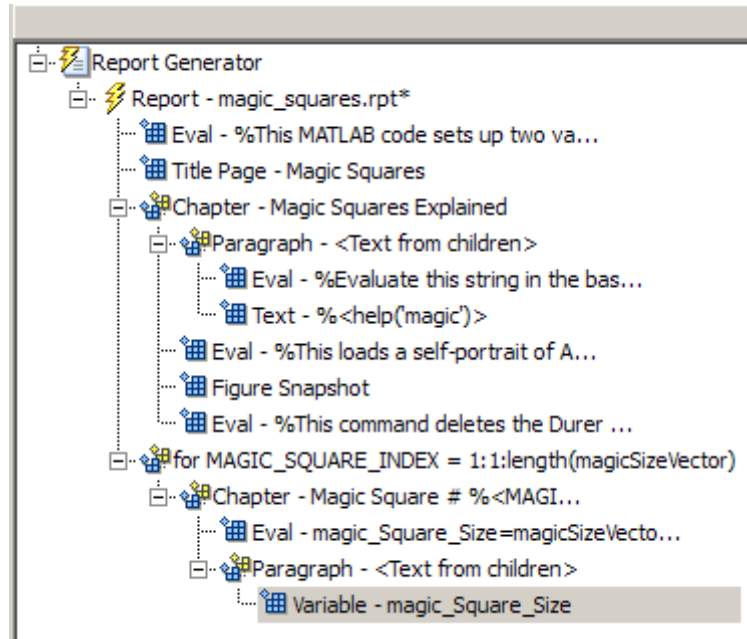 Report Generator
Report - magic_squares.rpt*
Eval - %This MATLAB code sets up two va...
Title Page - Magic Squares
Chapter - Magic Squares Explained
Paragraph - <Text from children>
Eval - %Evaluate this string in the bas...
Text - %<help('magic')>
Eval - %This loads a self-portrait of A...
Figure Snapshot
Eval - %This command deletes the Durer ...
for MAGIC_SQUARE_INDEX = 1:1:length(magicSizeVector)
Chapter - Magic Square # %<MAGI...
Eval - magic_Square_Size=magicSizeVecto...
Paragraph - <Text from children>
Variable - magic_Square_Size